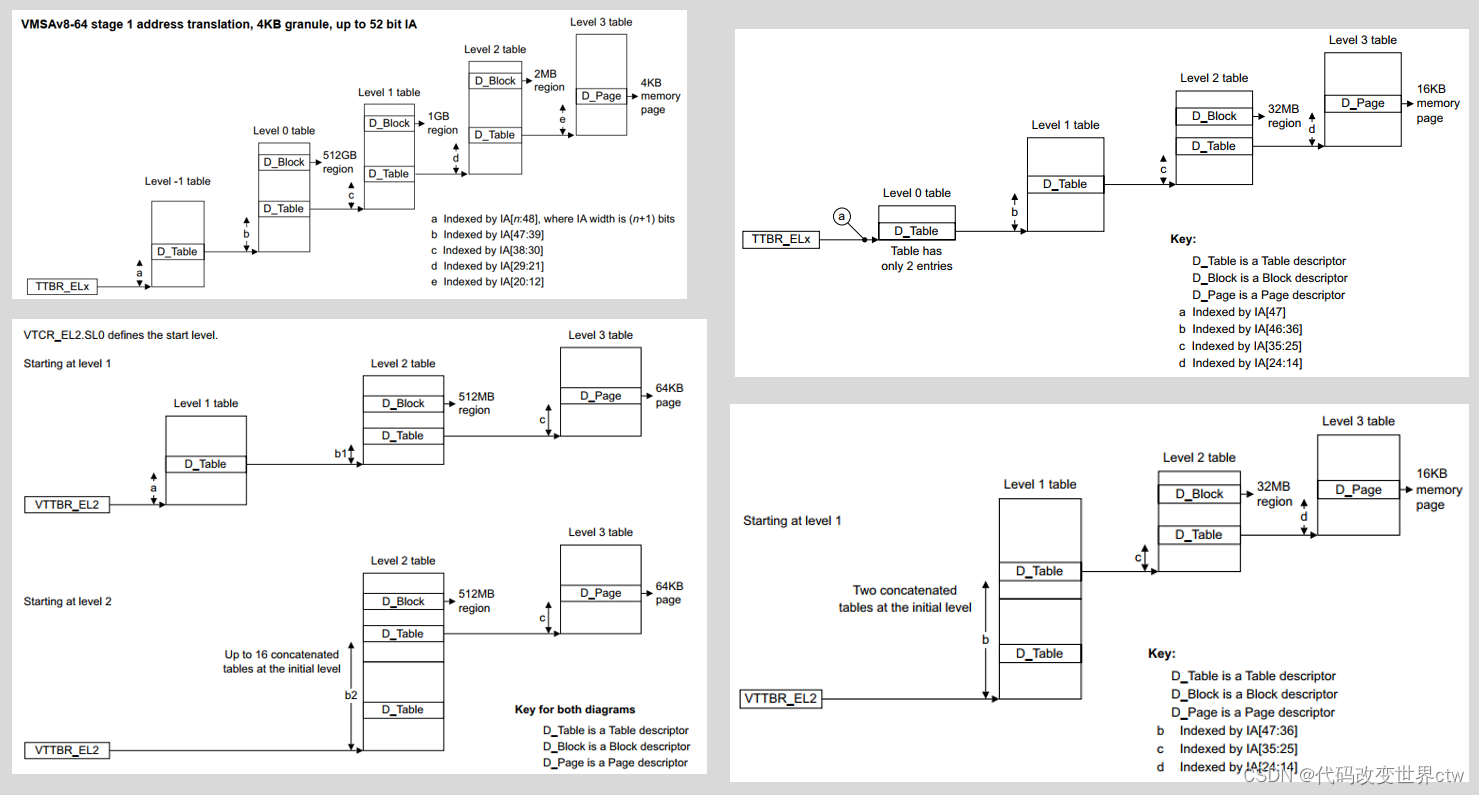 VMSAv8-64 stage 1 address translation, 4KB granule, up to 52 bit IA
Level 3 table
Level 2 table
D_Block
2MB
region
D_Page
4KB
memory
page
Level 1 table
D_Block
1GB
region
e
D_Table
Level 0 table
D_Block
512GB
region
d
D_Table
Level -1 table
c
D_Table
b
D_Table
a
TTBR_ELx
a Indexed by IA[n:48], where IA width is (n+1) bits
b Indexed by IA[47:39]
c Indexed by IA[38:30]
d Indexed by IA[29:21]
e Indexed by IA[20:12]
Level 3 table
Level 2 table
D_Page
16KB
memory
page
D_Block
32MB
region
d
D_Table
Level 1 table
c
D_Table
Level 0 table
b
a
D_Table
TTBR_ELx
Table has
only 2 entries
Key:
D_Table is a Table descriptor
D_Block is a Block descriptor
D_Page is a Page descriptor
a Indexed by IA[47]
b Indexed by IA[46:36]
c Indexed by IA[35:25]
d Indexed by IA[24:14]
VTCR_EL2.SL0 defines the start level.
Starting at level 1
Level 3 table
Level 2 table
D_Page
64KB
page
D_Block
512MB
region
c
D_Table
Level 1 table
b1
D_Table
a
VTTBR_EL2
Starting at level 2
Level 3 table
Level 2 table
D_Page
64KB
page
D_Block
512MB
region
c
D_Table
Up to 16 concatenated
tables at the initial level
b2
D_Table
VTTBR_EL2
Key for both diagrams
D_Table is a Table descriptor
D_Block is a Block descriptor
D_Page is a Page descriptor
Level 3 table
Level 2 table
D_Page
16KB
memory
page
Level 1 table
D_Block
32MB
region
d
Starting at level 1
D_Table
c
D_Table
Two concatenated
tables at the initial level
b
D_Table
VTTBR_EL2
Key:
D_Table is a Table descriptor
D_Block is a Block descriptor
D_Page is a Page descriptor
b Indexed by IA[47:36]
c Indexed by IA[35:25]
d Indexed by IA[24:14]
CSDN @代码改变世界ctw